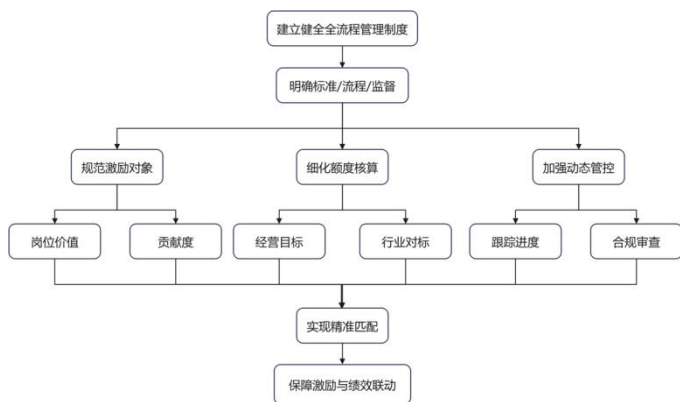 建立健全全流程管理制度
明确标准/流程/监督
规范激励对象
细化额度核算
加强动态管控
岗位价值
贡献度
经营目标
行业对标
跟踪进度
合规审查
实现精准匹配
保障激励与绩效联动